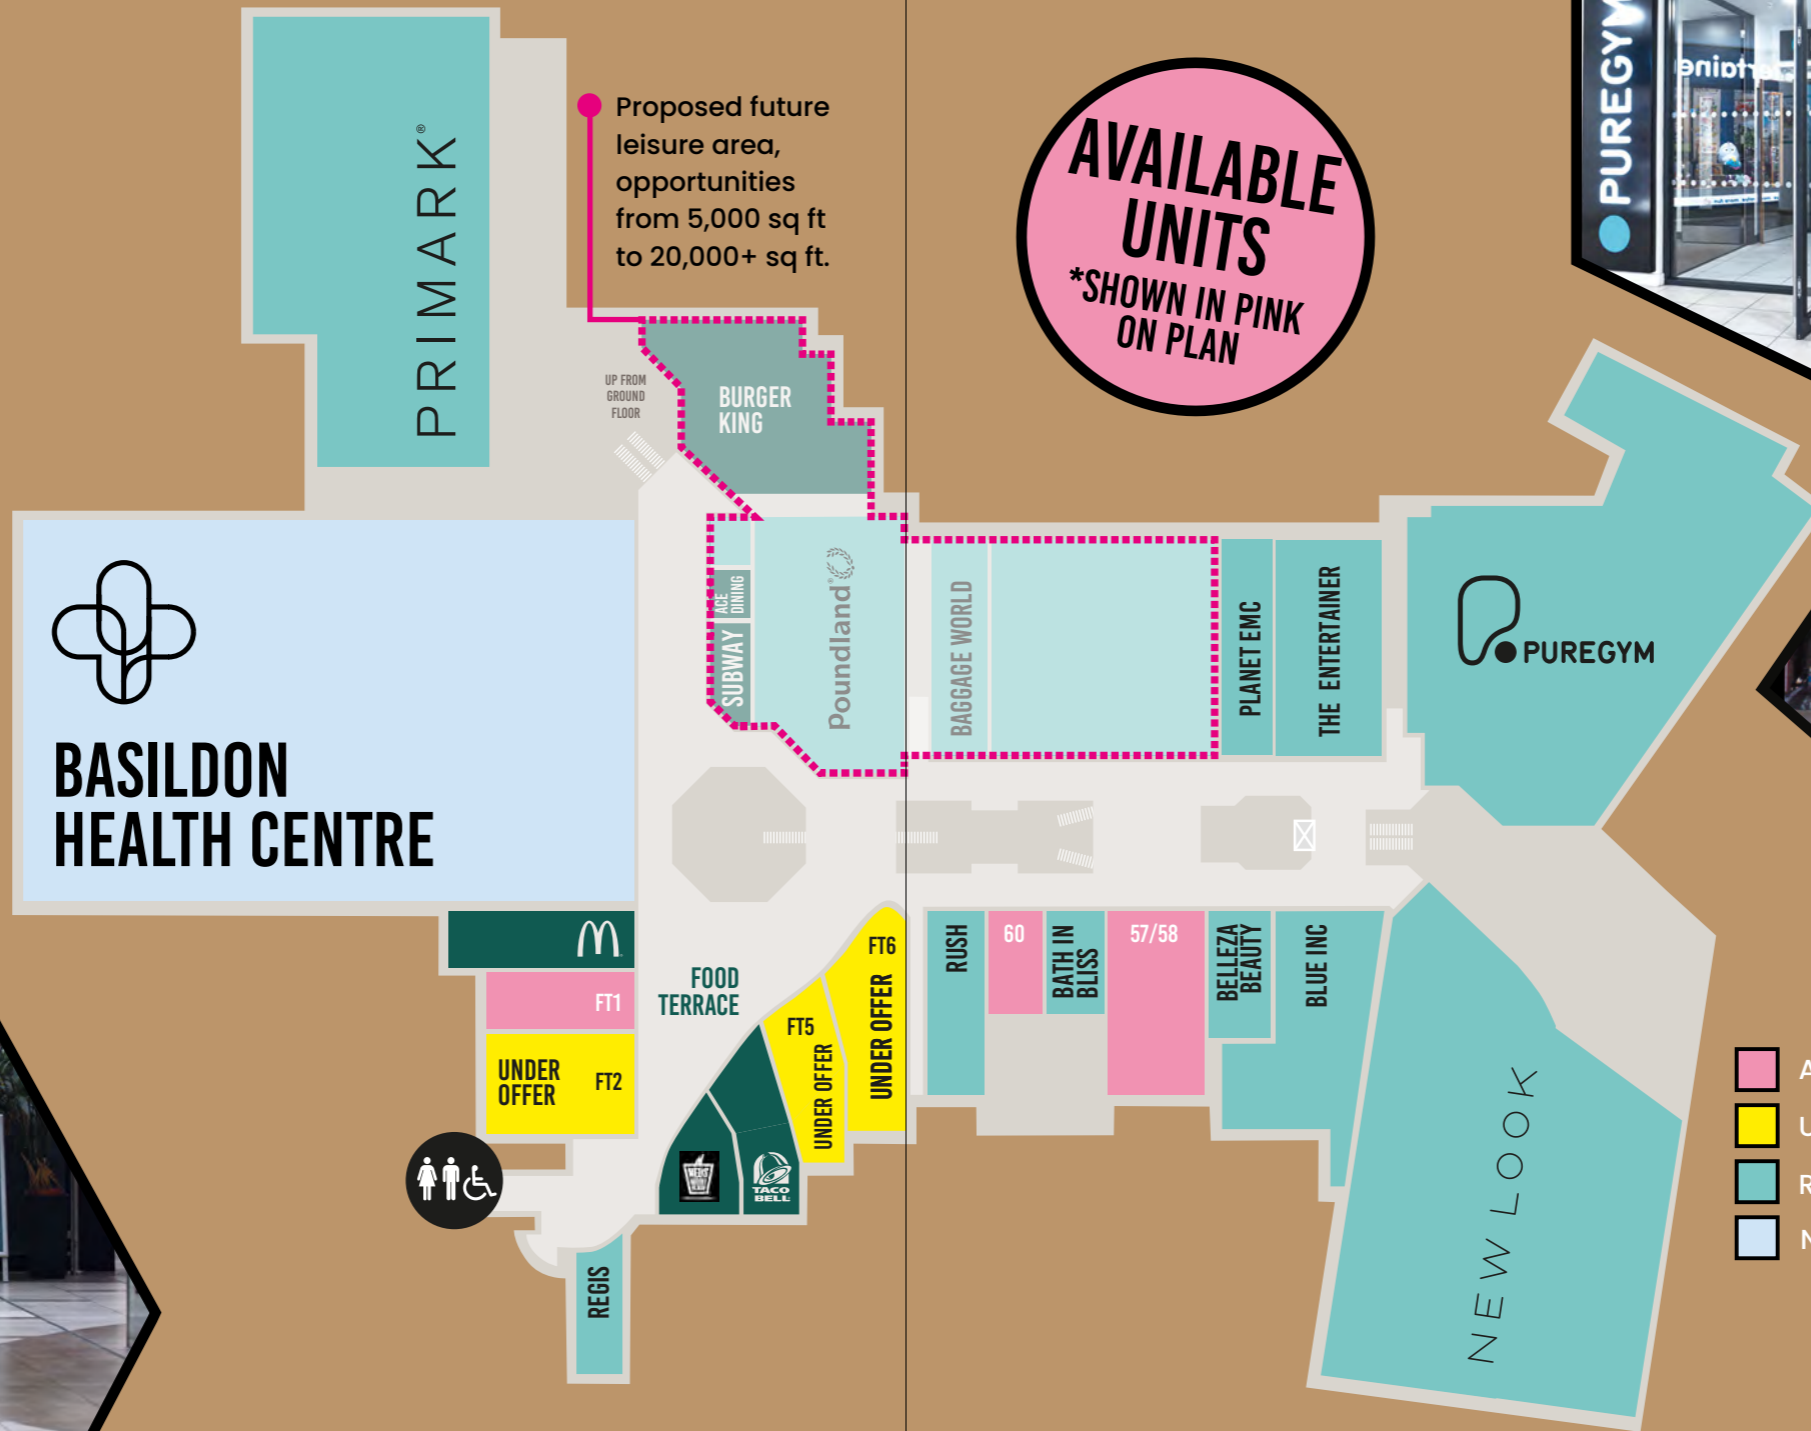 PRIMARK®
Proposed future
leisure area,
opportunities
from 5,000 sq ft
to 20,000+ sq ft.
AVAILABLE
UNITS
*SHOWN IN PINK
ON PLAN
PUREGYM
UP FROM
GROUND
FLOOR
BURGER
KING
ACE
DINING
SUBWAY
Poundland®
BAGGAGE WORLD
PLANET EMC
THE ENTERTAINER
PUREGYM
BASILDON
HEALTH CENTRE
FT1
UNDER
OFFER
FT2
FOOD
TERRACE
FT5
UNDER OFFER
FT6
UNDER OFFER
TACO
BELL
RUSH
60
BATH IN
BLISS
57/58
BELLEZA
BEAUTY
BLUE INC
NEW LOOK
REGIS
A
U
R
N